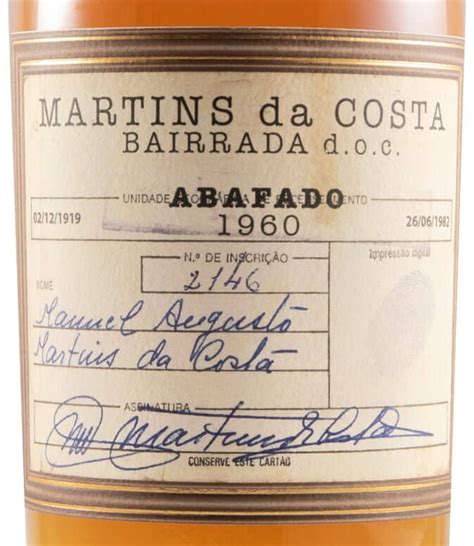 MARTINS da COSTA
BAIRRADA d.o.c.
UNIDADE
ABAFADO
02/12/1919
1960
26/06/1982
N.º DE INSCRIÇÃO
2146
Impressão digital
NOME
Manuel Augusto
Martins da Costa
ASSINATURA
CONSERVE ESTE CARTÃO